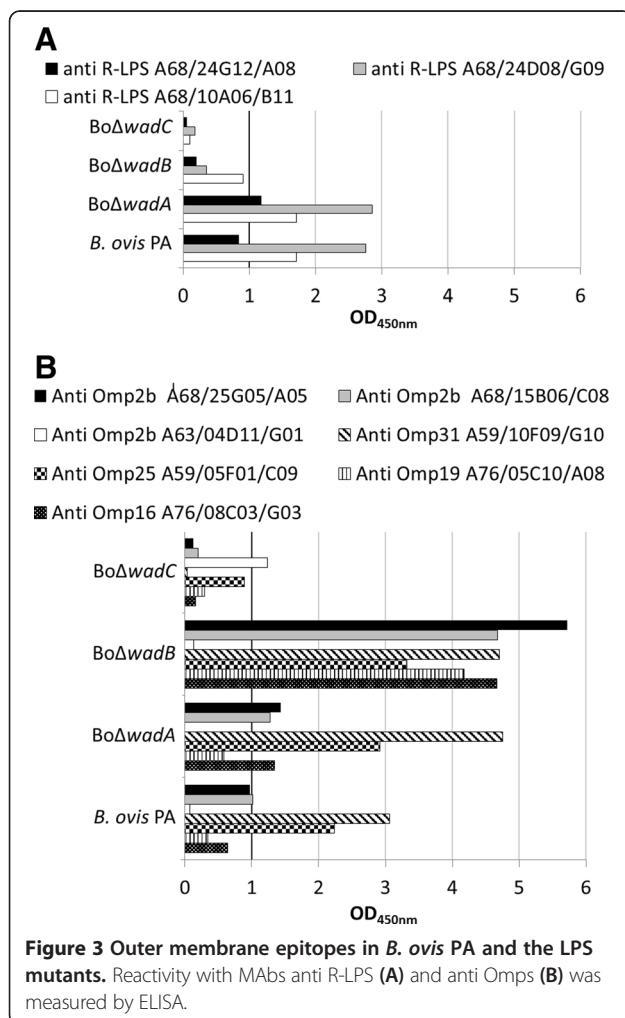 A
anti R-LPS A68/24G12/A08 anti R-LPS A68/24D08/G09
anti R-LPS A68/10A06/B11
BoΔwadC
BoΔwadB
BoΔwadA
B. ovis PA
0 1 2 3 4 5 6
OD450nm
B
Anti Omp2b A68/25G05/A05 Anti Omp2b A68/15B06/C08
Anti Omp2b A63/04D11/G01 Anti Omp31 A59/10F09/G10
Anti Omp25 A59/05F01/C09 Anti Omp19 A76/05C10/A08
Anti Omp16 A76/08C03/G03
BoΔwadC
BoΔwadB
BoΔwadA
B. ovis PA
0 1 2 3 4 5 6
OD450nm
Figure 3 Outer membrane epitopes in B. ovis PA and the LPS
mutants. Reactivity with MAbs anti R-LPS (A) and anti Omps (B) was
measured by ELISA.